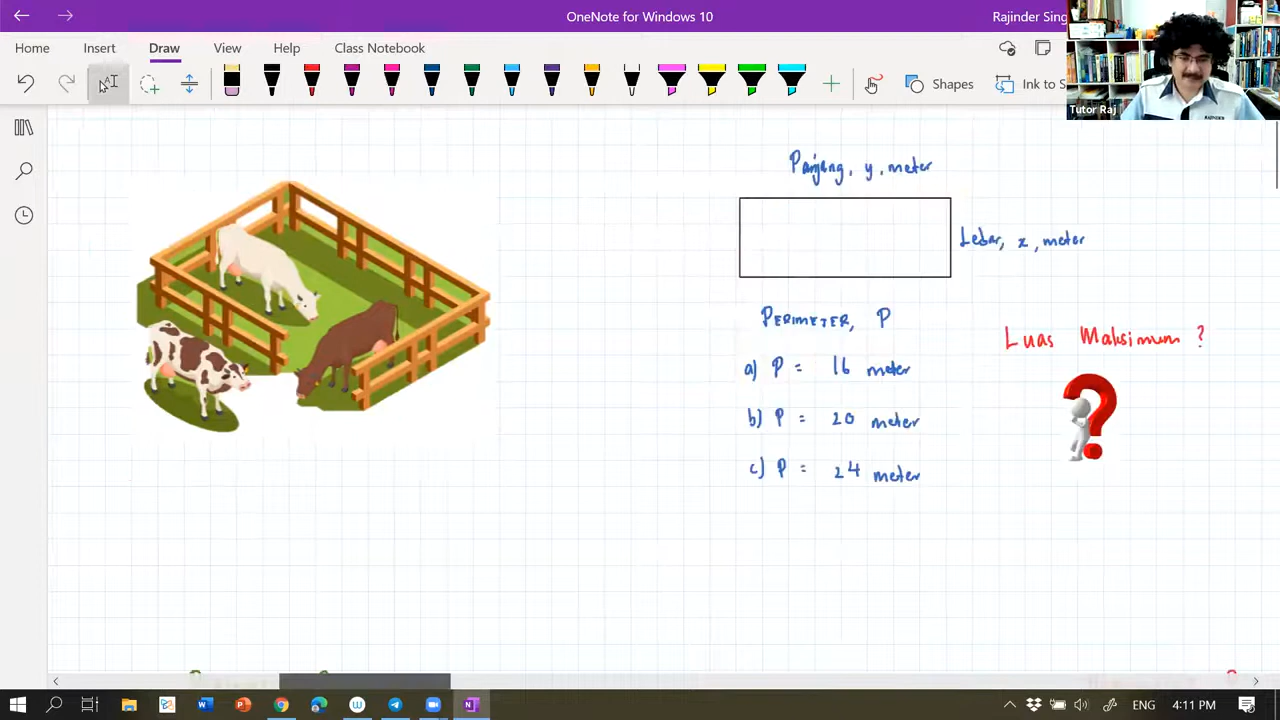 OneNote for Windows 10
Rajinder Sing
Home Insert Draw View Help Class Notebook
Shapes
Ink to S
Tutor Raj
Panjang, y, meter
Lebar, x, meter
PERIMETER, P
a) P = 16 meter
b) P = 20 meter
c) P = 24 meter
Luas Maksimum ?
ENG 4:11 PM